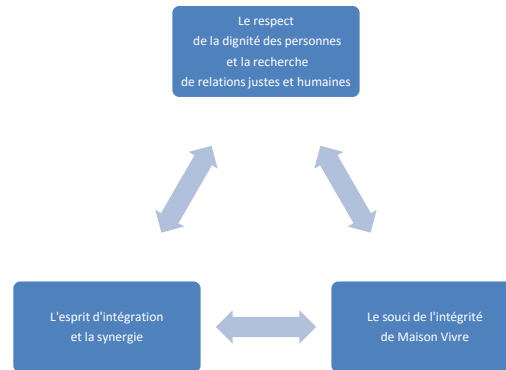 Le respect
de la dignité des personnes
et la recherche
de relations justes et humaines
L'esprit d'intégration
et la synergie
Le souci de l'intégrité
de Maison Vivre